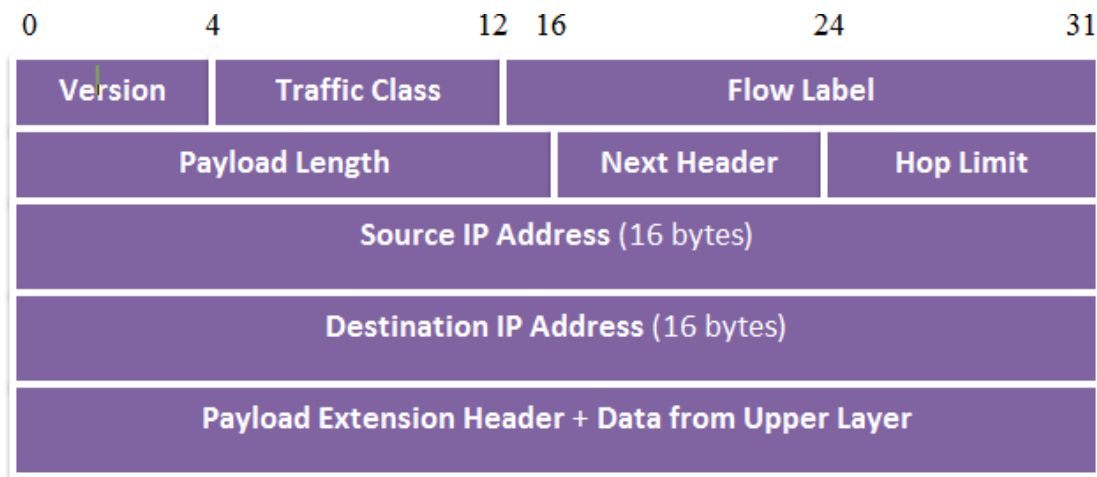 0 4 12 16 24 31
Version Traffic Class Flow Label
Payload Length Next Header Hop Limit
Source IP Address (16 bytes)
Destination IP Address (16 bytes)
Payload Extension Header + Data from Upper Layer